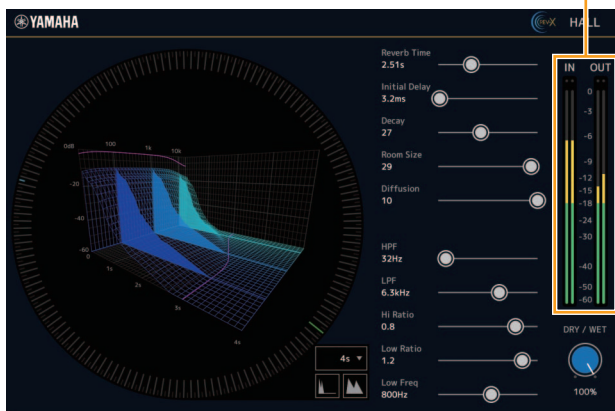 YAMAHA
REV-X HALL
Reverb Time
2.51s
Initial Delay
3.2ms
Decay
27
Room Size
29
Diffusion
10
HPF
32Hz
LPF
6.3kHz
Hi Ratio
0.8
Low Ratio
1.2
Low Freq
800Hz
0dB 100 1k 10k
-20
-40
-60
0
1s
2s
3s
4s
4s
IN OUT
0
-3
-6
-9
-12
-15
-18
-24
-30
-40
-50
-60
DRY / WET
100%